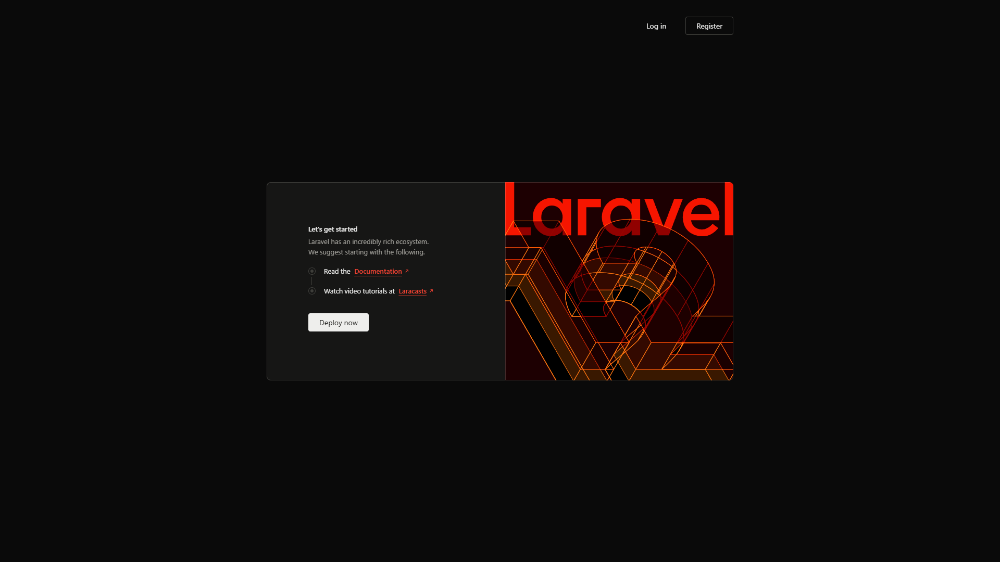 Log in
Register
Laravel
Let's get started
Laravel has an incredibly rich ecosystem.
We suggest starting with the following.
Read the Documentation
Watch video tutorials at Laracasts
Deploy now